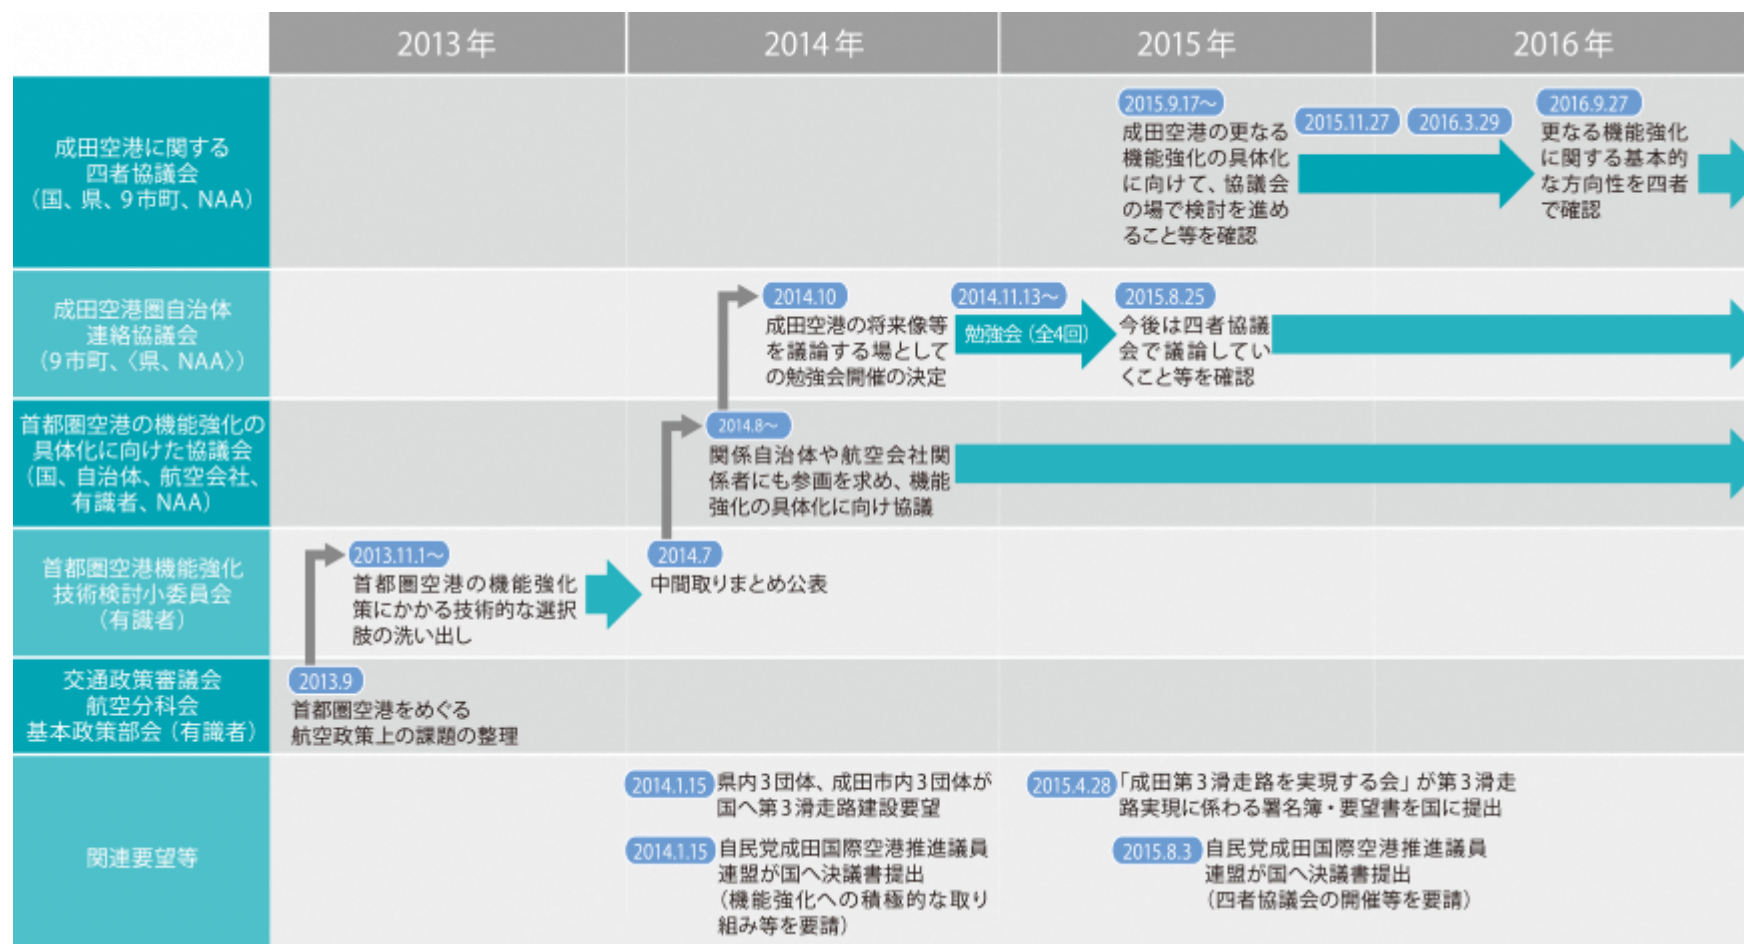 2013年
2014年
2015年
2016年
成田空港に関する
四者協議会
（国、県、9市町、NAA）
2015.9.17～
成田空港の更なる
機能強化の具体化
に向けて、協議会
の場で検討を進め
ること等を確認
2015.11.27
2016.3.29
2016.9.27
更なる機能強化
に関する基本的
な方向性を四者
で確認
成田空港圏自治体
連絡協議会
（9市町、〈県、NAA〉）
2014.10
成田空港の将来像等
を議論する場として
の勉強会開催の決定
2014.11.13～
勉強会（全4回）
2015.8.25
今後は四者協議
会で議論してい
くこと等を確認
首都圏空港の機能強化の
具体化に向けた協議会
（国、自治体、航空会社、
有識者、NAA）
2014.8～
関係自治体や航空会社関
係者にも参画を求め、機能
強化の具体化に向け協議
首都圏空港機能強化
技術検討小委員会
（有識者）
2013.11.1～
首都圏空港の機能強化
策にかかる技術的な選択
肢の洗い出し
2014.7
中間取りまとめ公表
交通政策審議会
航空分科会
基本政策部会（有識者）
2013.9
首都圏空港をめぐる
航空政策上の課題の整理
関連要望等
2014.1.15 県内3団体、成田市内3団体が
国へ第3滑走路建設要望
2014.1.15 自民党成田国際空港推進議員
連盟が国へ決議書提出
（機能強化への積極的な取り
組み等を要請）
2015.4.28 「成田第3滑走路を実現する会」が第3滑走
路実現に係わる署名簿・要望書を国に提出
2015.8.3 自民党成田国際空港推進議員
連盟が国へ決議書提出
（四者協議会の開催等を要請）